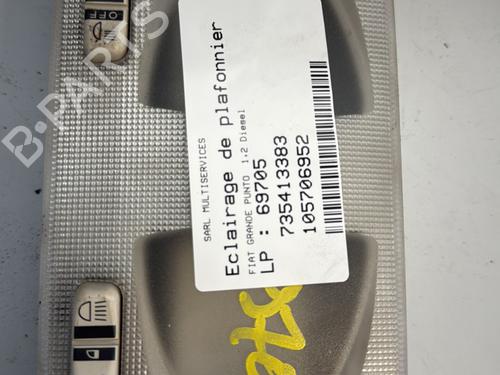 SARL MULTISERVICES
Eclairage de plafonnier
FIAT GRANDE PUNTO 1.2 Diesel
LP : 69705
735413383
105706952
OFF
B-PARTS